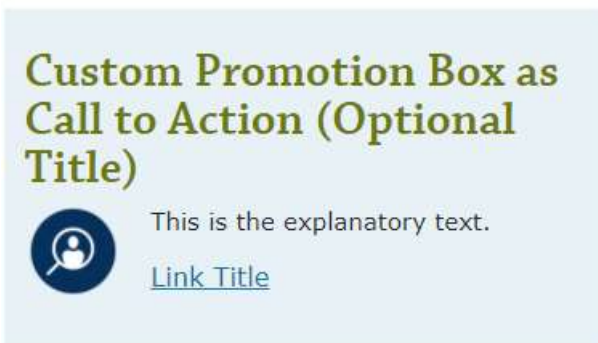 Custom Promotion Box as
Call to Action (Optional
Title)
This is the explanatory text.
Link Title